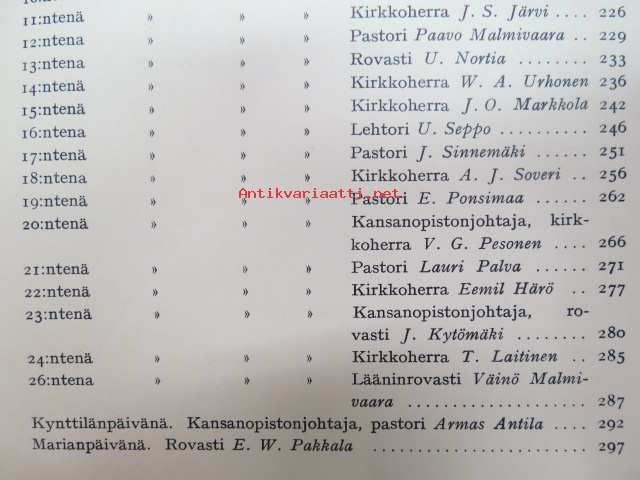 11:ntenä » » Kirkkoherra J. S. Järvi .... 226
12:ntena » » Pastori Paavo Malmivaara .. 229
13:ntena » » Rovasti U. Nortia ........ 233
14:ntenä » » Kirkkoherra W. A. Urhonen 236
15:ntenä » » Kirkkoherra J. O. Markkola 242
16:ntena » » Lehtori U. Seppo .......... 246
17:ntenä » » Pastori J. Sinnemäki ...... 251
18:ntena » » Kirkkoherra A. J. Soveri .. 256
Antikvariaatti.net
19:ntenä » » Pastori E. Ponsimaa ...... 262
20:ntenä » » Kansanopistonjohtaja, kirk-
koherra V. G. Pesonen .... 266
21:ntenä » » Pastori Lauri Palva ...... 271
22:ntenä » » Kirkkoherra Eemil Härö .. 277
23:ntenä » » Kansanopistonjohtaja, ro-
vasti J. Kytömäki ........ 280
24:ntenä » » Kirkkoherra T. Laitinen .. 285
26:ntena » » Lääninrovasti Väinö Malmi-
vaara .................... 287
Kynttilänpäivänä. Kansanopistonjohtaja, pastori Armas Antila .... 292
Marianpäivänä. Rovasti E. W. Pakkala ...................... 297